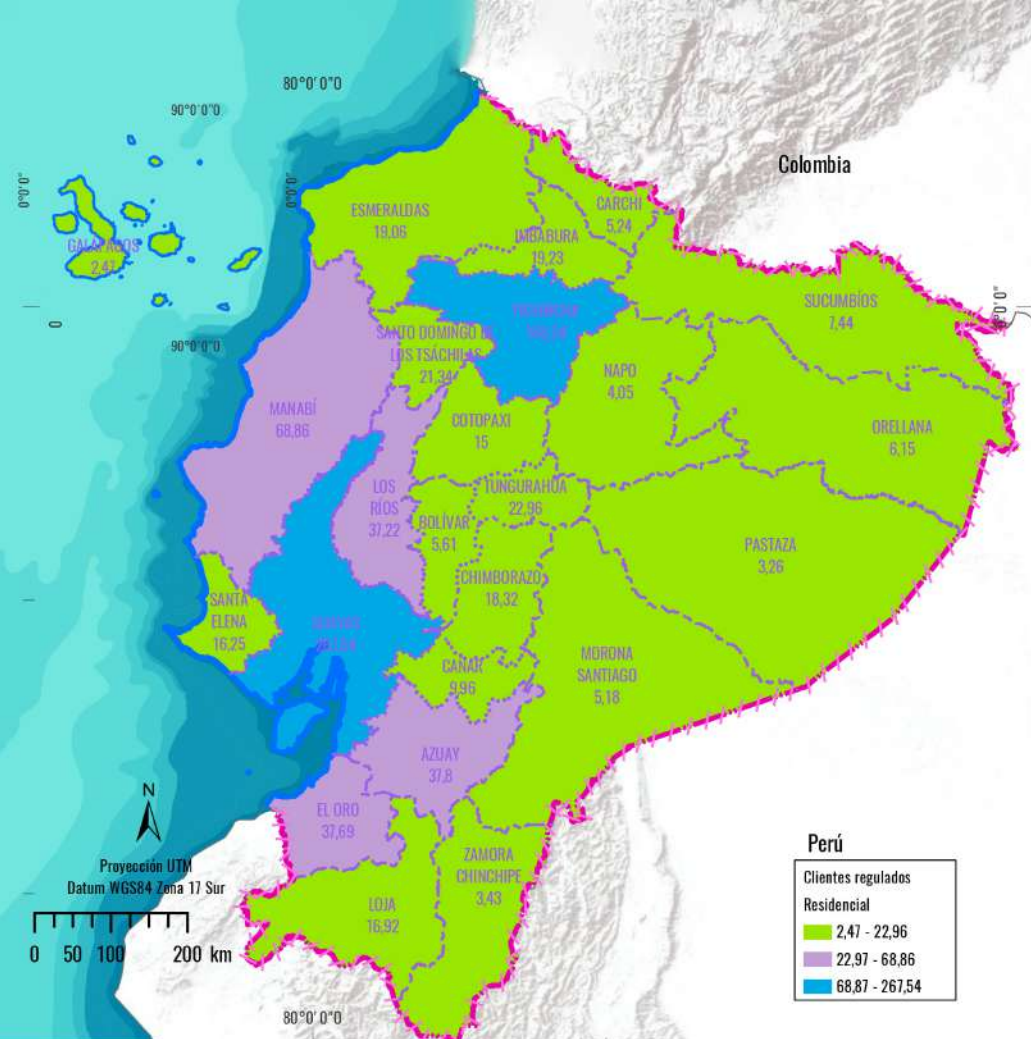 80°0'0"O
90°0'0"O
Colombia
0°0'0"
0°0'0"
CARCHI
5,24
ESMERALDAS
19,06
IMBABURA
19,23
GALÁPAGOS
2,47
SUCUMBÍOS
7,44
0°0'0"
0
PICHINCHA
SANTO DOMINGO DE
LOS TSÁCHILAS
21,34
90°0'0"O
NAPO
4,05
MANABÍ
68,86
COTOPAXI
15
ORELLANA
6,15
LOS
RÍOS
37,22
TUNGURAHUA
22,96
BOLÍVAR
5,61
PASTAZA
3,26
CHIMBORAZO
18,32
SANTA
ELENA
16,25
GUAYAS
CAÑAR
9,96
MORONA
SANTIAGO
5,18
AZUAY
37,8
EL ORO
37,69
N
Proyección UTM
Datum WGS84 Zona 17 Sur
0 50 100 200 km
ZAMORA
CHINCHIPE
3,43
LOJA
16,92
80°0'0"O
Perú
Clientes regulados
Residencial
2,47 - 22,96
22,97 - 68,86
68,87 - 267,54